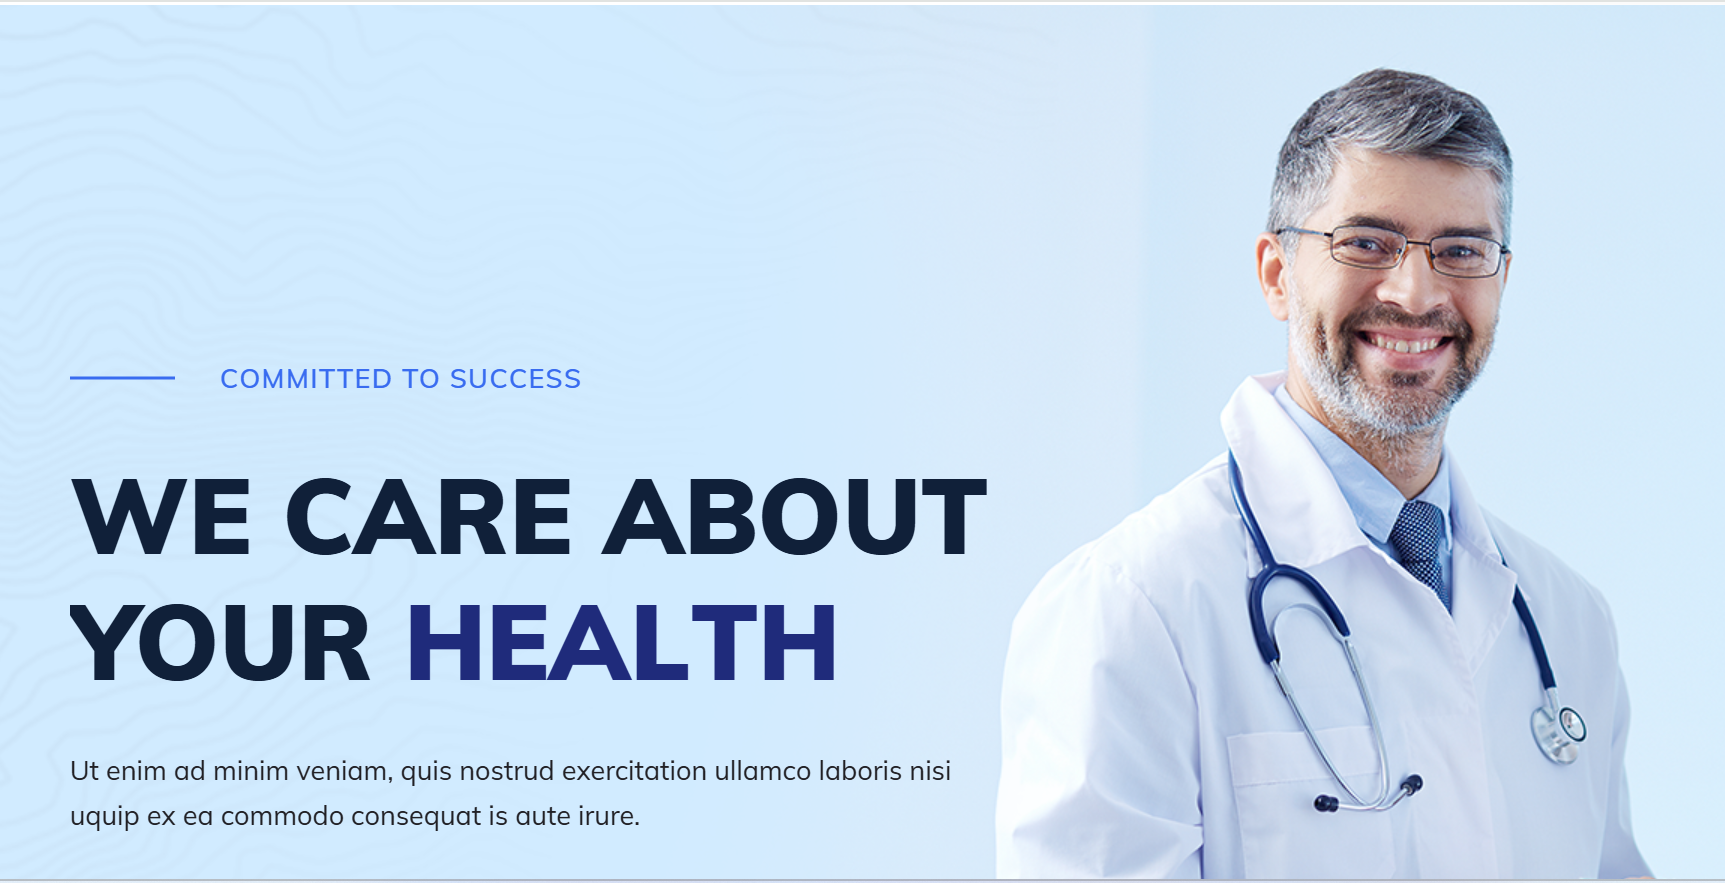 COMMITTED TO SUCCESS
WE CARE ABOUT
YOUR HEALTH
Ut enim ad minim veniam, quis nostrud exercitation ullamco laboris nisi
uquip ex ea commodo consequat is aute irure.